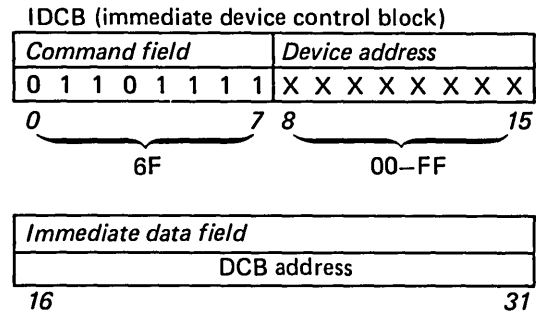 IDCB (immediate device control block)
Command field Device address
0 1 1 0 1 1 1 1 X X X X X X X X
0 7 8 15
6F 00–FF
Immediate data field
DCB address
16 31